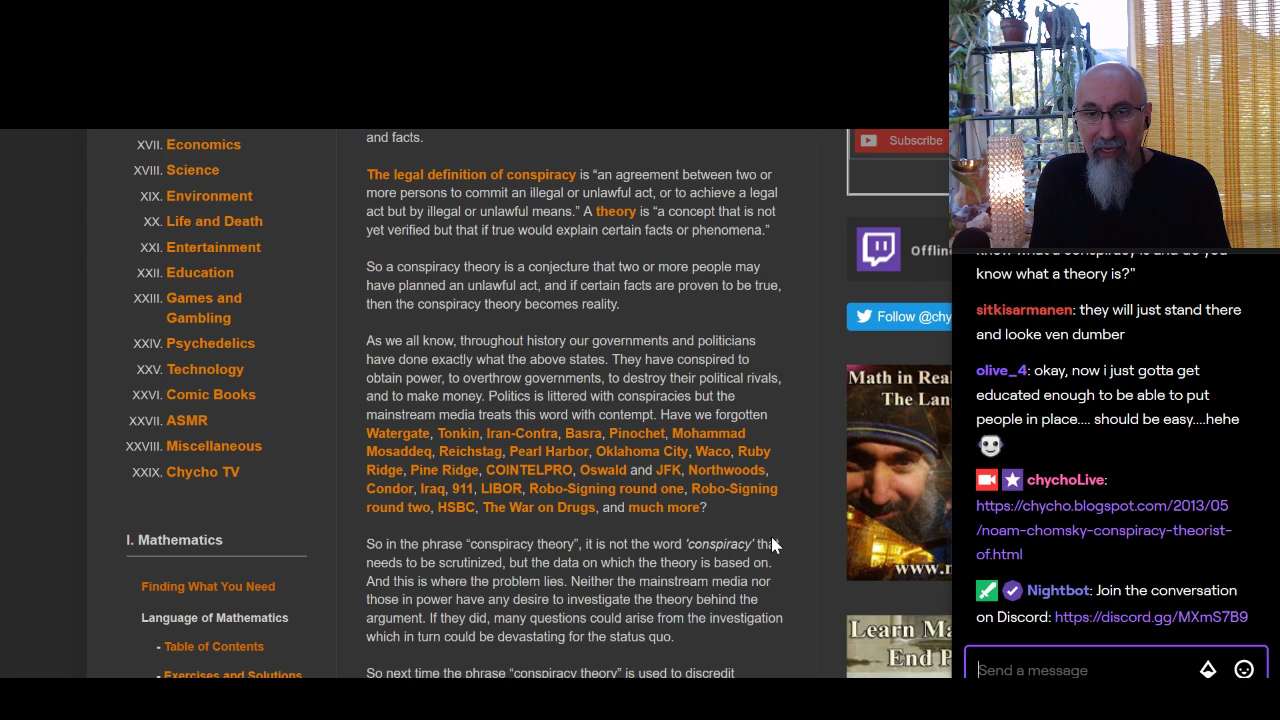 XVII. Economics
XVIII. Science
XIX. Environment
XX. Life and Death
XXI. Entertainment
XXII. Education
XXIII. Games and
Gambling
XXIV. Psychedelics
XXV. Technology
XXVI. Comic Books
XXVII. ASMR
XXVIII. Miscellaneous
XXIX. Chycho TV
I. Mathematics
Finding What You Need
Language of Mathematics
- Table of Contents
- Exercises and Solutions
and facts.
The legal definition of conspiracy is “an agreement between two or
more persons to commit an illegal or unlawful act, or to achieve a legal
act but by illegal or unlawful means.” A theory is “a concept that is not
yet verified but that if true would explain certain facts or phenomena.”
So a conspiracy theory is a conjecture that two or more people may
have planned an unlawful act, and if certain facts are proven to be true,
then the conspiracy theory becomes reality.
As we all know, throughout history our governments and politicians
have done exactly what the above states. They have conspired to
obtain power, to overthrow governments, to destroy their political rivals,
and to make money. Politics is littered with conspiracies but the
mainstream media treats this word with contempt. Have we forgotten
Watergate, Tonkin, Iran-Contra, Basra, Pinochet, Mohammad
Mosaddeq, Reichstag, Pearl Harbor, Oklahoma City, Waco, Ruby
Ridge, Pine Ridge, COINTELPRO, Oswald and JFK, Northwoods,
Condor, Iraq, 911, LIBOR, Robo-Signing round one, Robo-Signing
round two, HSBC, The War on Drugs, and much more?
So in the phrase “conspiracy theory”, it is not the word 'conspiracy' that
needs to be scrutinized, but the data on which the theory is based on.
And this is where the problem lies. Neither the mainstream media nor
those in power have any desire to investigate the theory behind the
argument. If they did, many questions could arise from the investigation
which in turn could be devastating for the status quo.
So next time the phrase “conspiracy theory” is used to discredit
Subscribe
Offlin
Follow @chy
Math in Rea
The Lan
www.m
Learn Ma
End P
know what a conspiracy is and do you
know what a theory is?"
sitkisarmanen: they will just stand there
and looke ven dumber
olive_4: okay, now i just gotta get
educated enough to be able to put
people in place.... should be easy....hehe
chychoLive:
https://chycho.blogspot.com/2013/05
/noam-chomsky-conspiracy-theorist-
of.html
Nightbot: Join the conversation
on Discord: https://discord.gg/MXmS7B9
Send a message